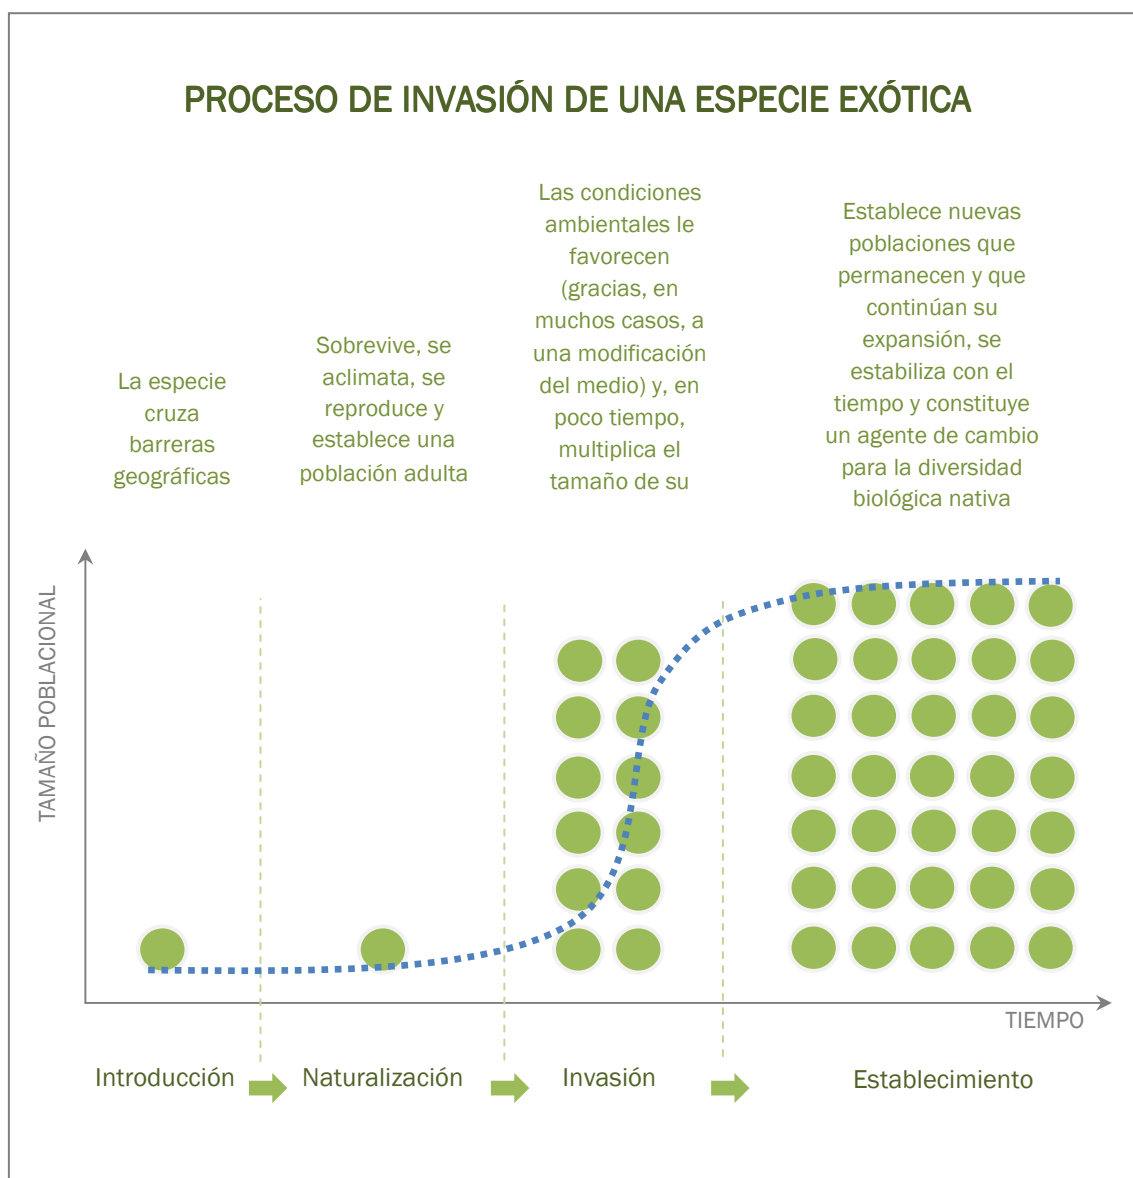 PROCESO DE INVASIÓN DE UNA ESPECIE EXÓTICA
La especie
cruza
barreras
geográficas
Sobrevive, se
aclimata, se
reproduce y
establece una
población adulta
Las condiciones
ambientales le
favorecen
(gracias, en
muchos casos, a
una modificación
del medio) y, en
poco tiempo,
multiplica el
tamaño de su
Establece nuevas
poblaciones que
permanecen y que
continúan su
expansión, se
estabiliza con el
tiempo y constituye
un agente de cambio
para la diversidad
biológica nativa
TAMAÑO POBLACIONAL
TIEMPO
Introducción
Naturalización
Invasión
Establecimiento